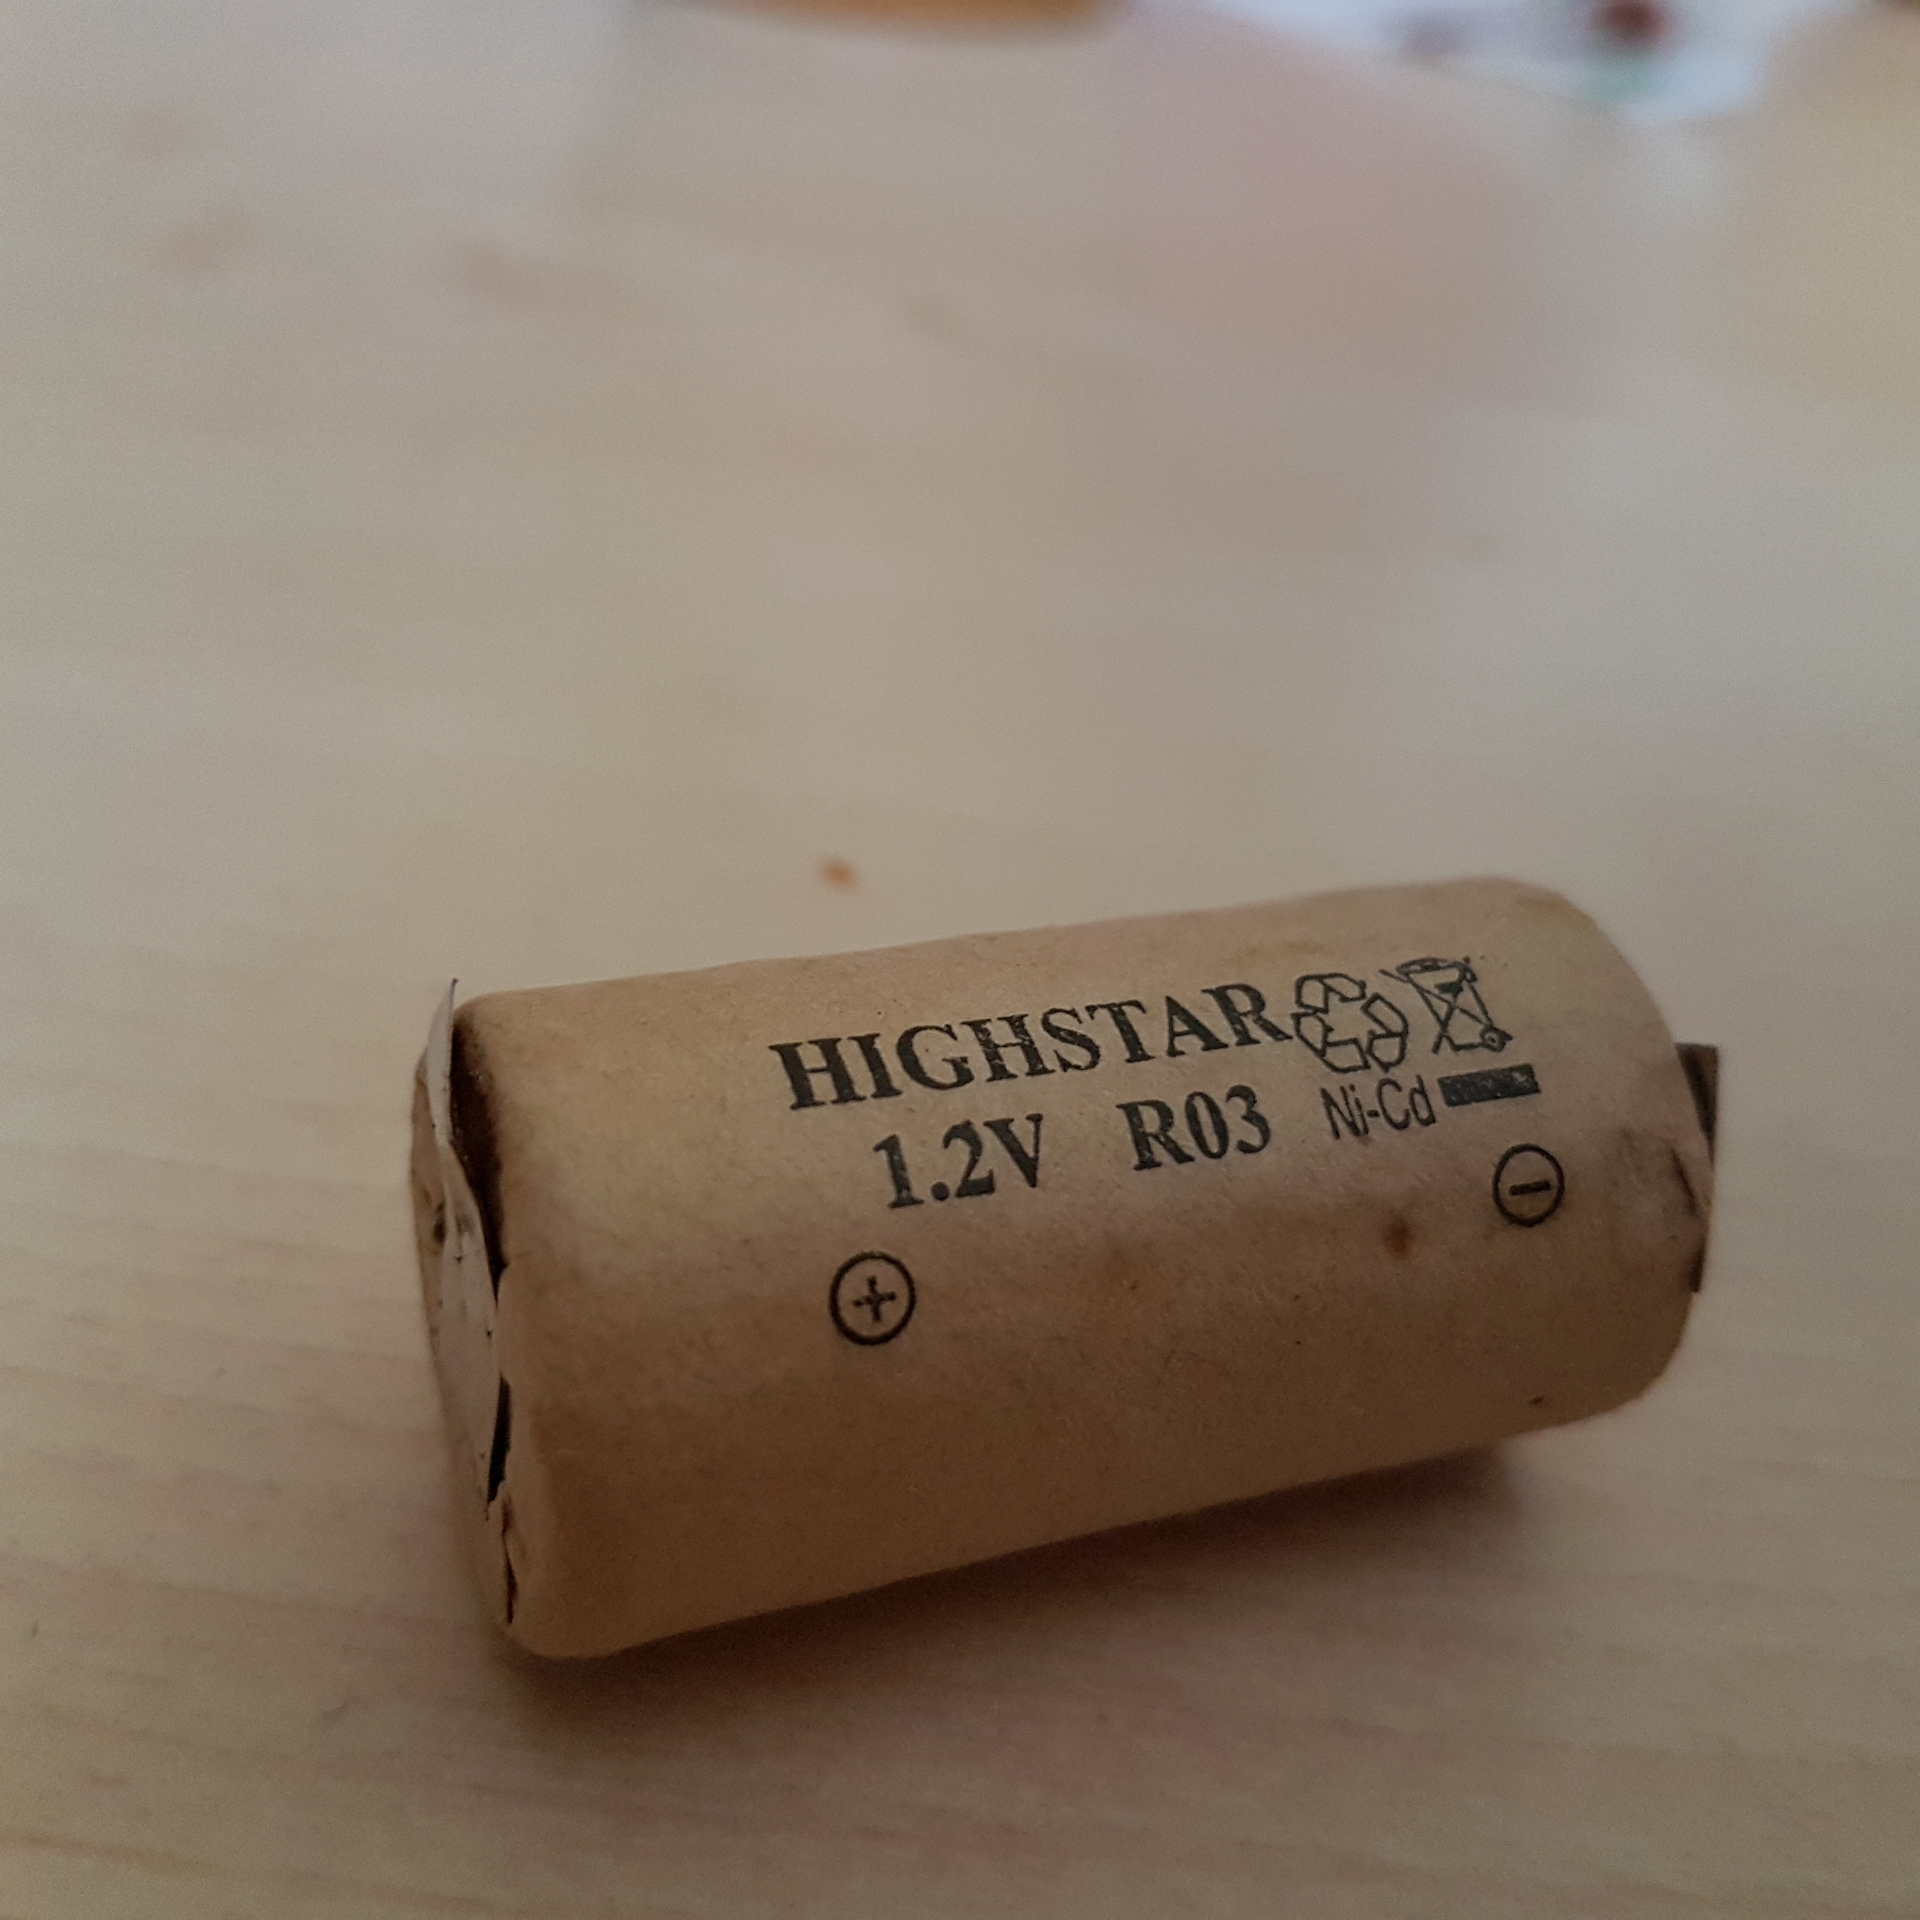 HIGHSTAR
1.2V R03 Ni-Cd
+ -